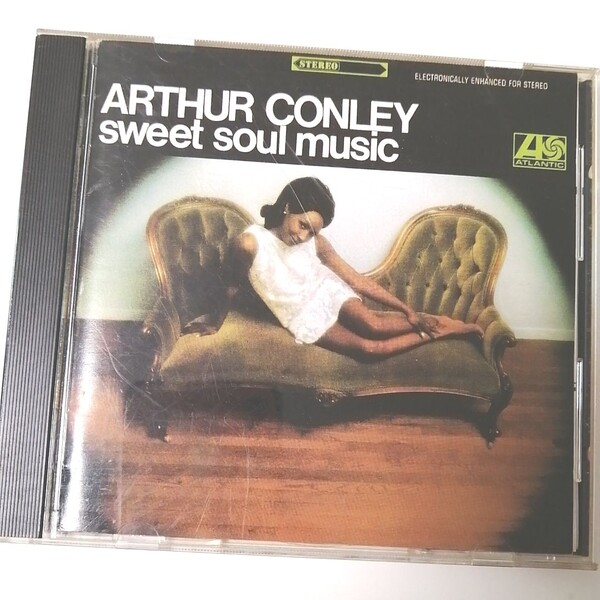 STEREO
ELECTRONICALLY ENHANCED FOR STEREO
ARTHUR CONLEY
sweet soul music
ATLANTIC